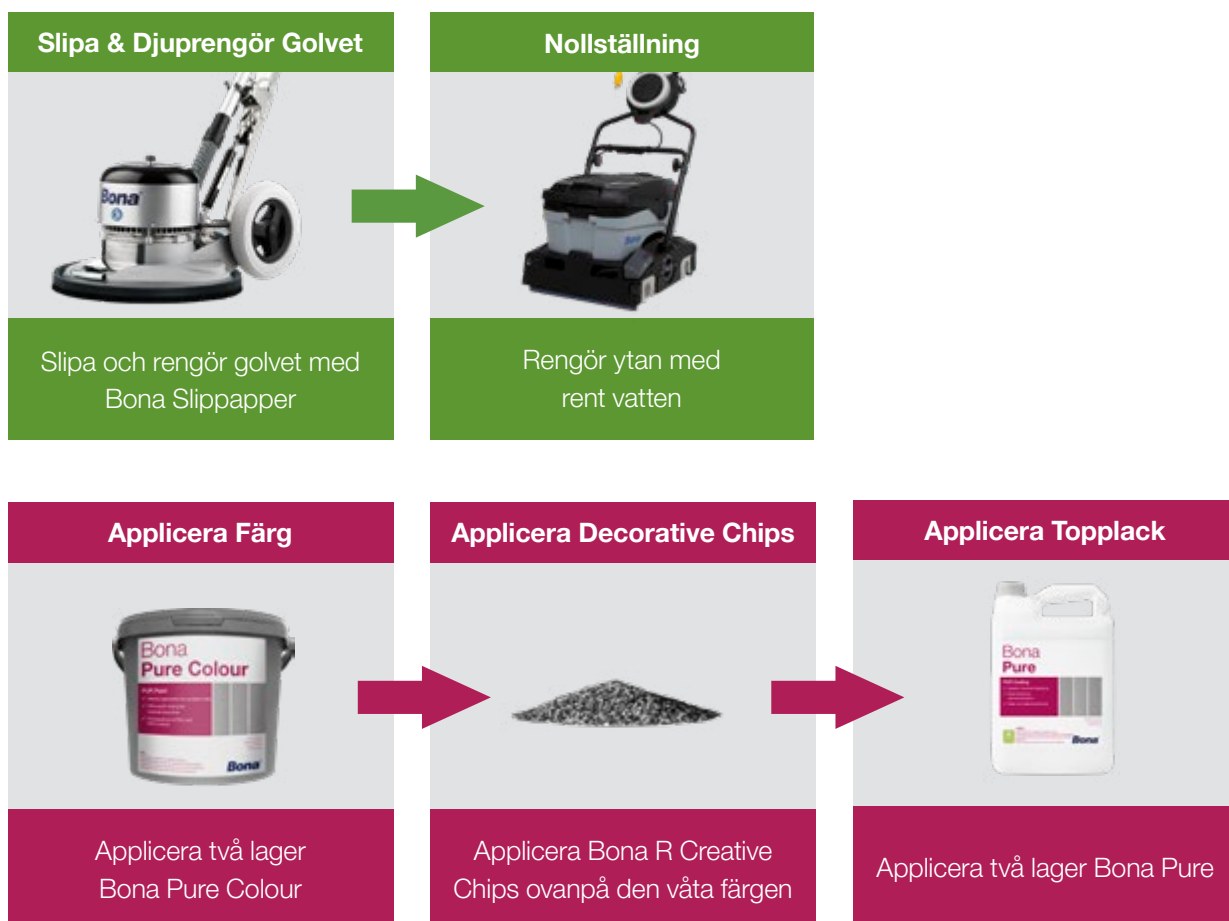 Slipa & Djuprengör Golvet
Bona
Slipa och rengör golvet med
Bona Slippapper
Nollställning
Rengör ytan med
rent vatten
Applicera Färg
Bona
Pure Colour
Bona
Applicera två lager
Bona Pure Colour
Applicera Decorative Chips
Applicera Bona R Creative
Chips ovanpå den våta färgen
Applicera Topplack
Bona
Pure
Bona
Applicera två lager Bona Pure